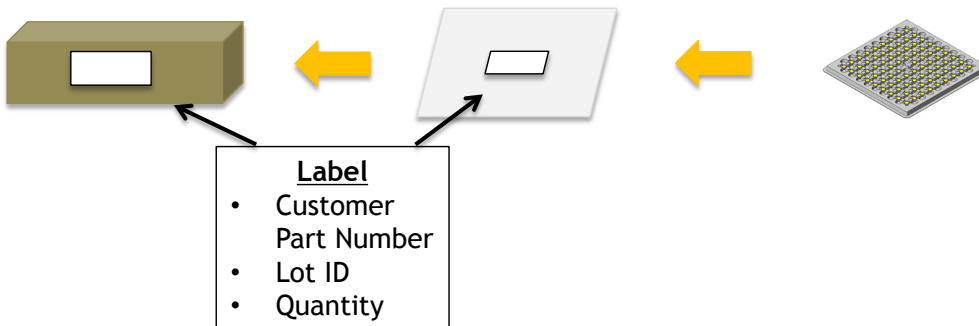 Label
• Customer
Part Number
• Lot ID
• Quantity